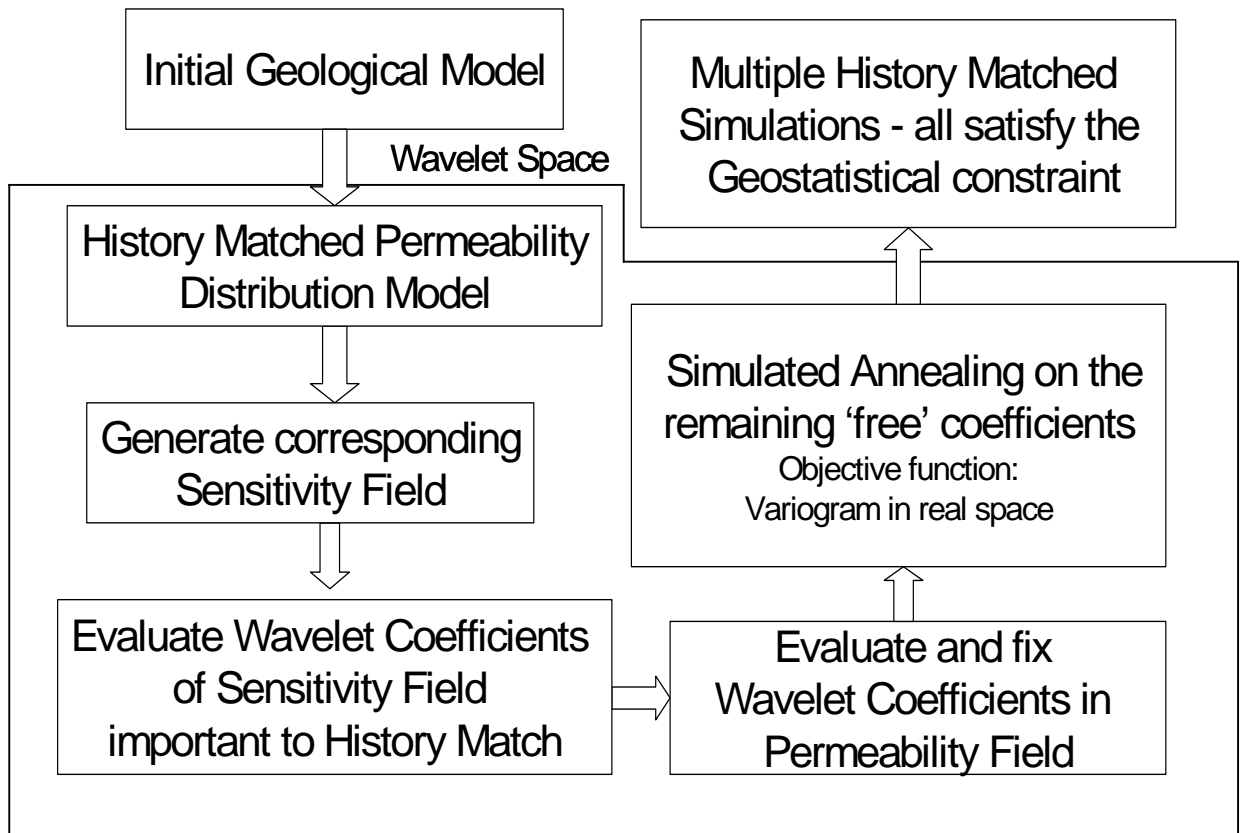 Initial Geological Model
Wavelet Space
History Matched Permeability
Distribution Model
Generate corresponding
Sensitivity Field
Evaluate Wavelet Coefficients
of Sensitivity Field
important to History Match
Evaluate and fix
Wavelet Coefficients in
Permeability Field
Simulated Annealing on the
remaining ‘free’ coefficients
Objective function:
Variogram in real space
Multiple History Matched
Simulations - all satisfy the
Geostatistical constraint